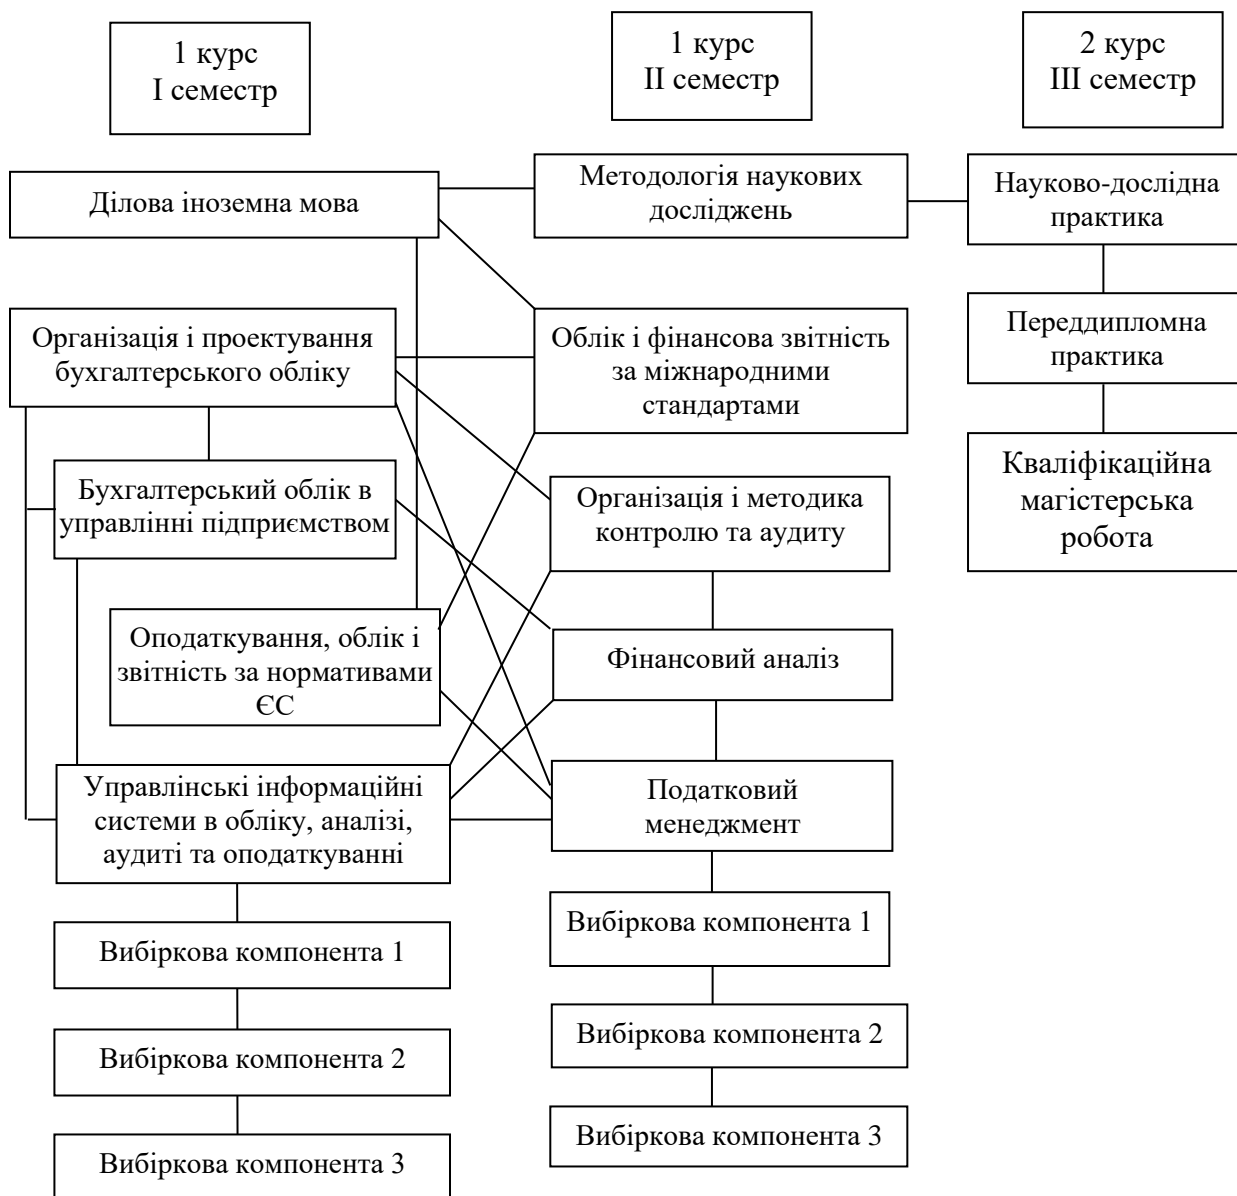 1 курс
І семестр
1 курс
ІІ семестр
2 курс
ІІІ семестр
Ділова іноземна мова
Методологія наукових
досліджень
Науково-дослідна
практика
Організація і проектування
бухгалтерського обліку
Облік і фінансова звітність
за міжнародними
стандартами
Переддипломна
практика
Бухгалтерський облік в
управлінні підприємством
Організація і методика
контролю та аудиту
Кваліфікаційна
магістерська
робота
Оподаткування, облік і
звітність за нормативами
ЄС
Фінансовий аналіз
Управлінські інформаційні
системи в обліку, аналізі,
аудиті та оподаткуванні
Податковий
менеджмент
Вибіркова компонента 1
Вибіркова компонента 1
Вибіркова компонента 2
Вибіркова компонента 2
Вибіркова компонента 3
Вибіркова компонента 3